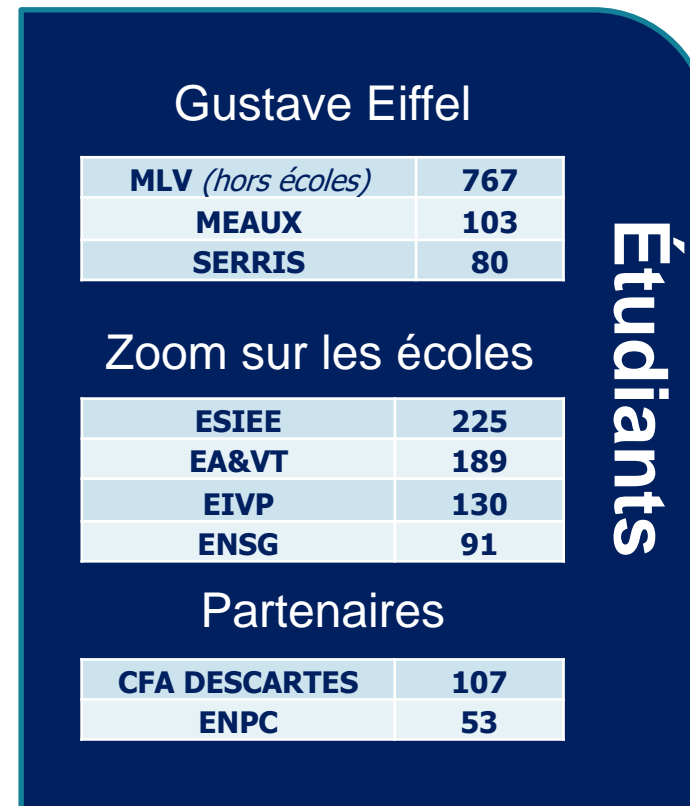 Gustave Eiffel
MLV (hors écoles) 767
MEAUX 103
SERRIS 80
Zoom sur les écoles
ESIEE 225
EA&VT 189
EIVP 130
ENSG 91
Partenaires
CFA DESCARTES 107
ENPC 53
Étudiants